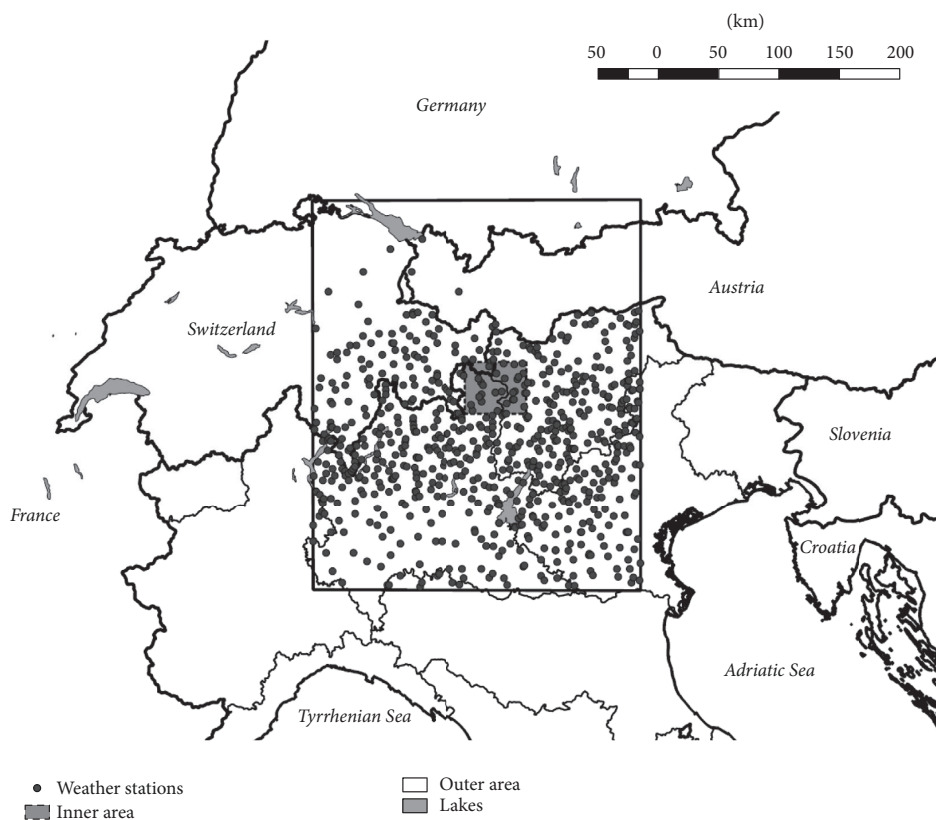 (km)
50 0 50 100 150 200
Germany
Austria
Switzerland
Slovenia
France
Croatia
Adriatic Sea
Tyrrhenian Sea
Weather stations
Inner area
Outer area
Lakes